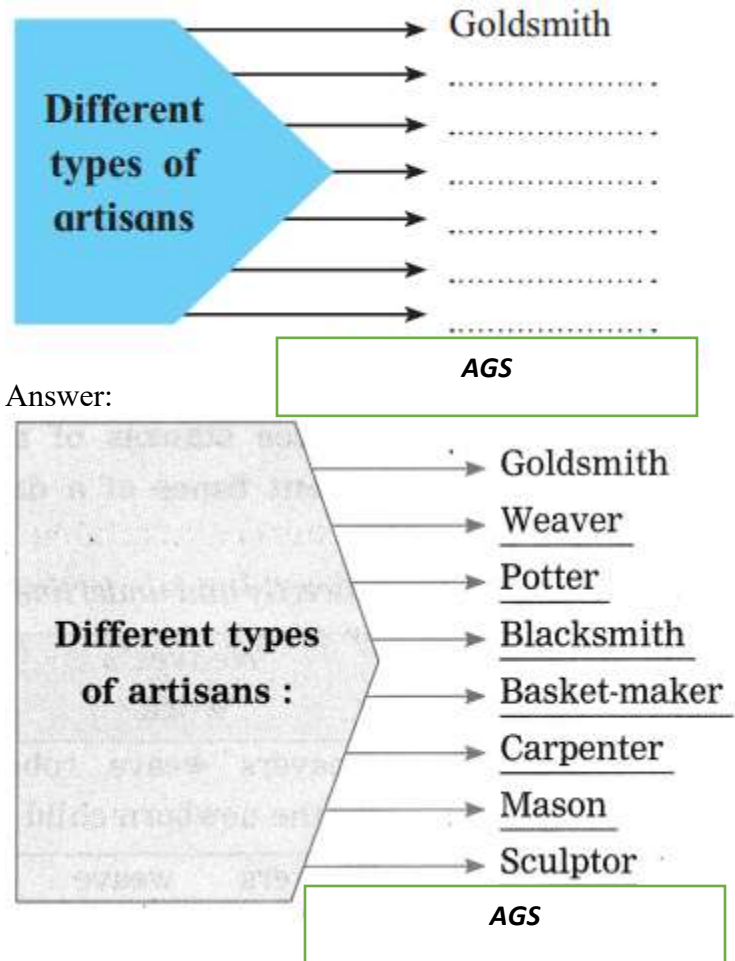 Goldsmith
Different
types of
artisans
....................
....................
....................
....................
....................
....................
AGS
Answer:
Different types
of artisans :
Goldsmith
Weaver
Potter
Blacksmith
Basket-maker
Carpenter
Mason
Sculptor
AGS